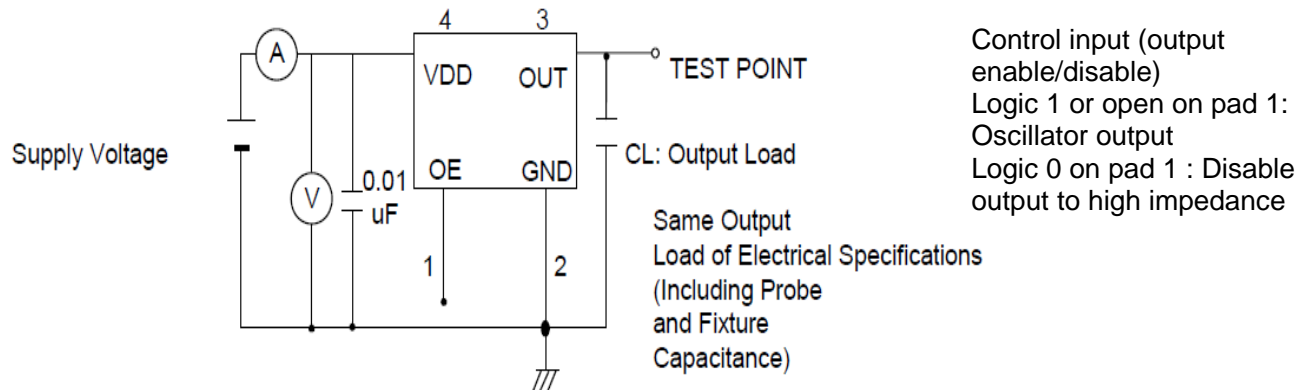 4 3
A
VDD OUT
TEST POINT
Supply Voltage
V
0.01
uF
OE GND
CL: Output Load
1 2
Same Output
Load of Electrical Specifications
(Including Probe
and Fixture
Capacitance)
Control input (output
enable/disable)
Logic 1 or open on pad 1:
Oscillator output
Logic 0 on pad 1 : Disable
output to high impedance